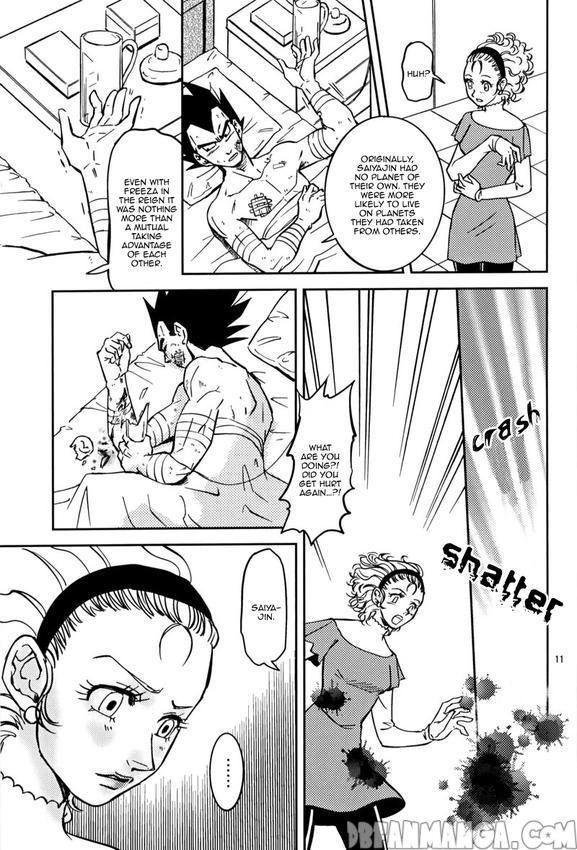 HUH?
ORIGINALLY,
SAIYAJIN HAD
NO PLANET OF
THEIR OWN. THEY
WERE MORE
LIKELY TO LIVE
ON PLANETS
THEY HAD TAKEN
FROM OTHERS.
EVEN WITH
FREEZA IN
THE REIGN IT
WAS NOTHING
MORE THAN
A MUTUAL
TAKING
ADVANTAGE
OF EACH
OTHER.
crash
shatter
WHAT
ARE YOU
DOING?!
DID YOU
GET HURT
AGAIN...?!
SAIYA-
JIN.
......
11
DBFANMANGA.COM